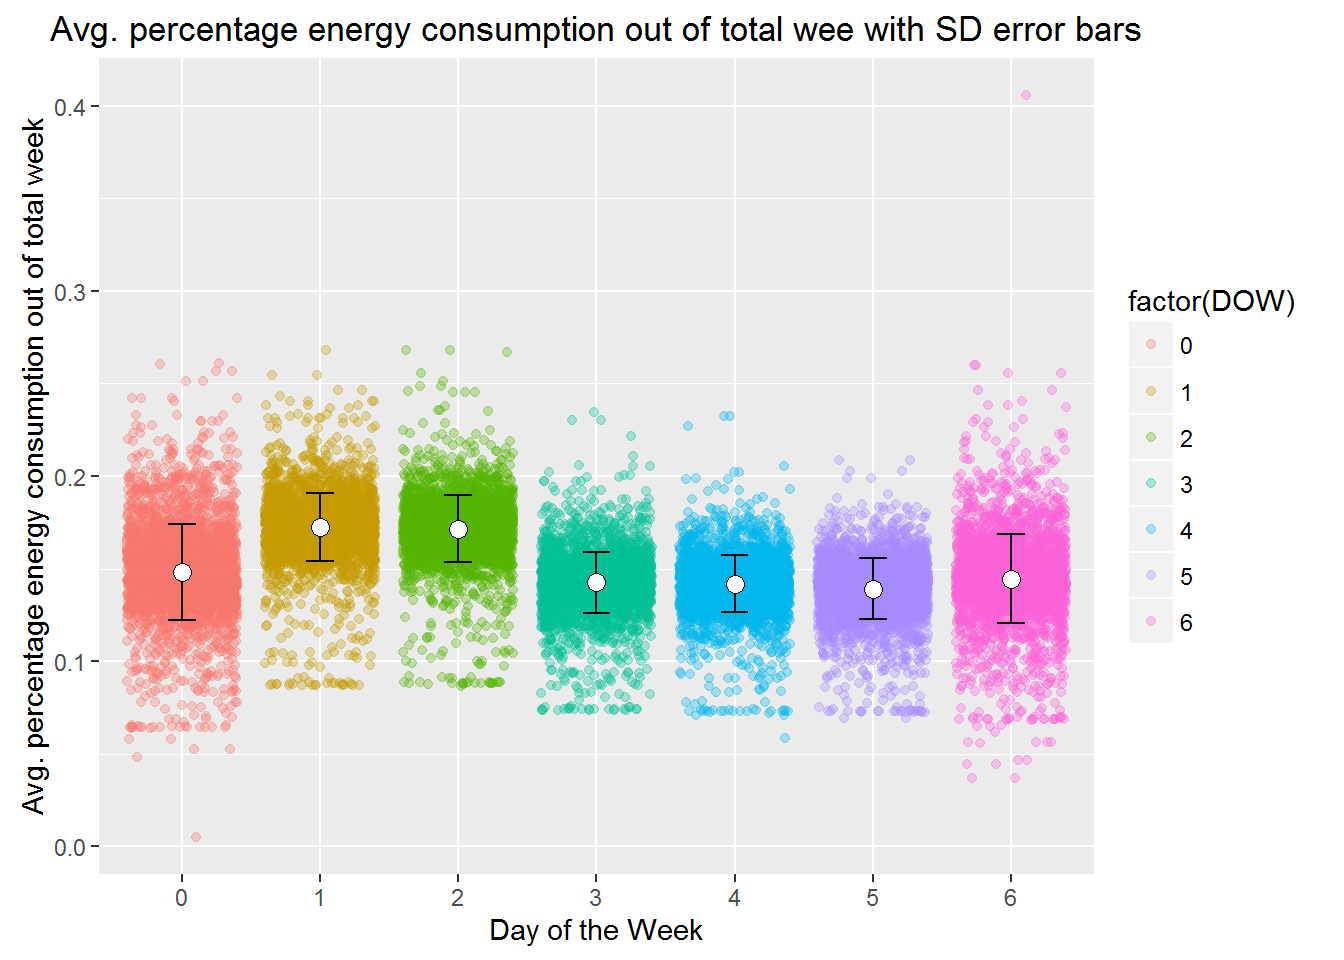 Avg. percentage energy consumption out of total wee with SD error bars
Avg. percentage energy consumption out of total week
0.4
0.3
0.2
0.1
0.0
0 1 2 3 4 5 6
Day of the Week
factor(DOW)
0
1
2
3
4
5
6